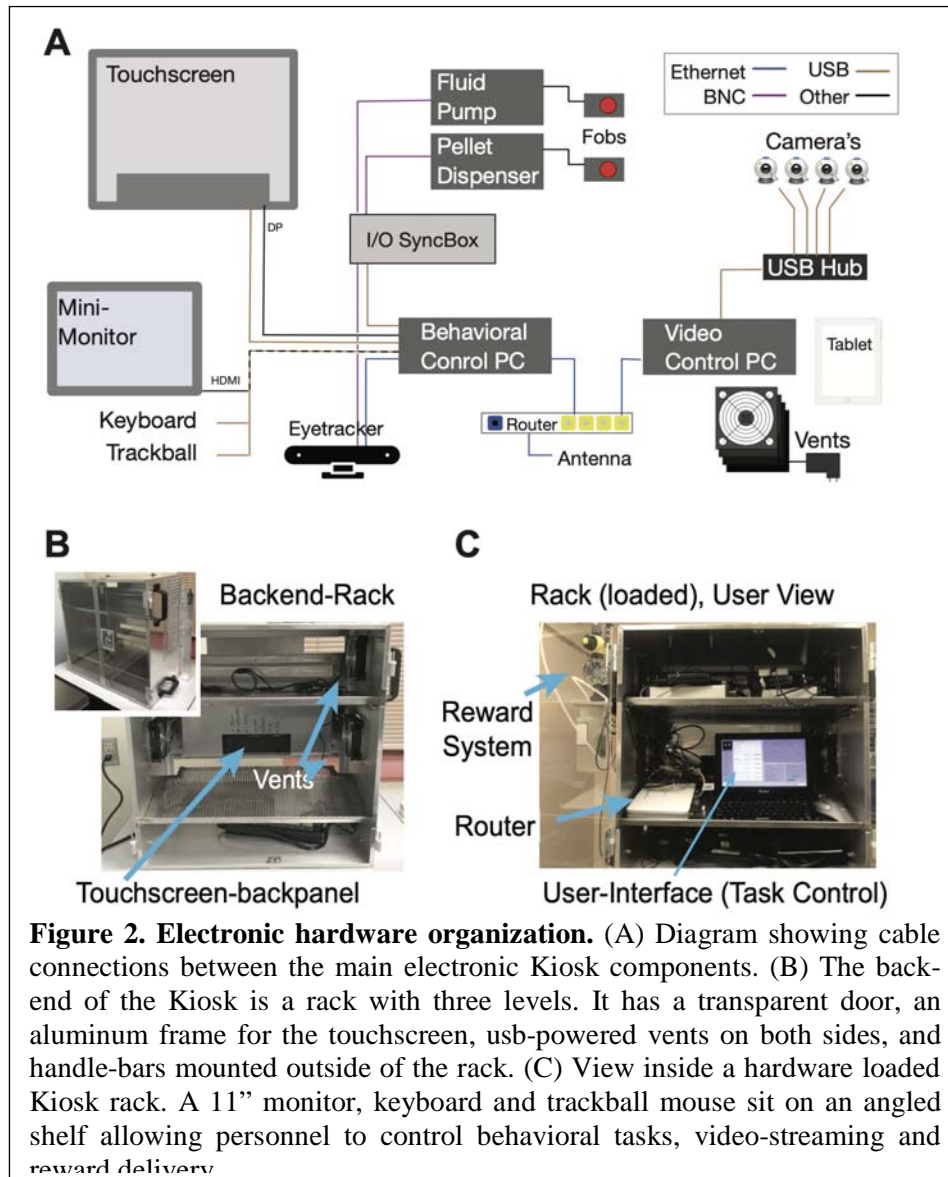 A
Touchscreen
DP
Mini-
Monitor
HDMI
Keyboard
Trackball
Fluid
Pump
Pellet
Dispenser
Fobs
I/O SyncBox
Behavioral
Conrol PC
Eyetracker
Router
Antenna
Ethernet
USB
BNC
Other
Camera's
USB Hub
Video
Control PC
Tablet
Vents
B
Backend-Rack
Vents
Touchscreen-backpanel
C
Rack (loaded), User View
Reward
System
Router
User-Interface (Task Control)
Figure 2. Electronic hardware organization. (A) Diagram showing cable
connections between the main electronic Kiosk components. (B) The back-
end of the Kiosk is a rack with three levels. It has a transparent door, an
aluminum frame for the touchscreen, usb-powered vents on both sides, and
handle-bars mounted outside of the rack. (C) View inside a hardware loaded
Kiosk rack. A 11” monitor, keyboard and trackball mouse sit on an angled
shelf allowing personnel to control behavioral tasks, video-streaming and
reward delivery